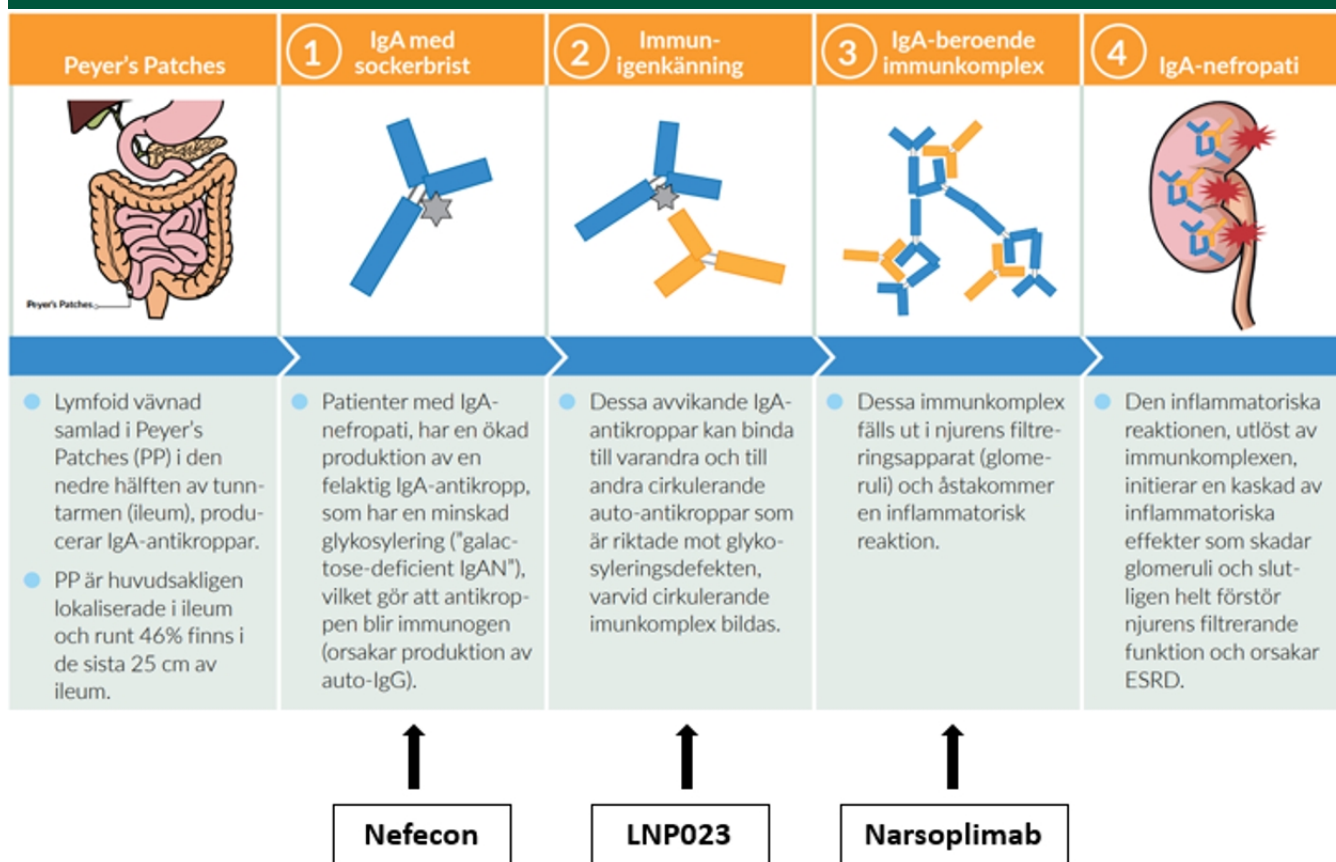 Peyer's Patches
1
IgA med
sockerbrist
2
Immun-
igenkänning
3
IgA-beroende
immunkomplex
4
IgA-nefropati
Peyer's Patches
Lymfoid vävnad
samlad i Peyer's
Patches (PP) i den
nedre hälften av tunn-
tarmen (ileum), produ-
cerar IgA-antikroppar.
PP är huvudsakligen
lokaliserade i ileum
och runt 46% finns i
de sista 25 cm av
ileum.
Patienter med IgA-
nefropati, har en ökad
produktion av en
felaktig IgA-antikropp,
som har en minskad
glykosylering ("galac-
tose-deficient IgAN"),
vilket gör att antikrop-
pen blir immunogen
(orsakar produktion av
auto-IgG).
Dessa avvikande IgA-
antikroppar kan binda
till varandra och till
andra cirkulerande
auto-antikroppar som
är riktade mot glyko-
syleringsdefekten,
varvid cirkulerande
imunkomplex bildas.
Dessa immunkomplex
fälls ut i njurens filtre-
ringsapparat (glome-
ruli) och åstakommer
en inflammatorisk
reaktion.
Den inflammatoriska
reaktionen, utlöst av
immunkomplexen,
initierar en kaskad av
inflammatoriska
effekter som skadar
glomeruli och slut-
ligen helt förstör
njurens filtrerande
funktion och orsakar
ESRD.
Nefecon
LNP023
Narsoplimab